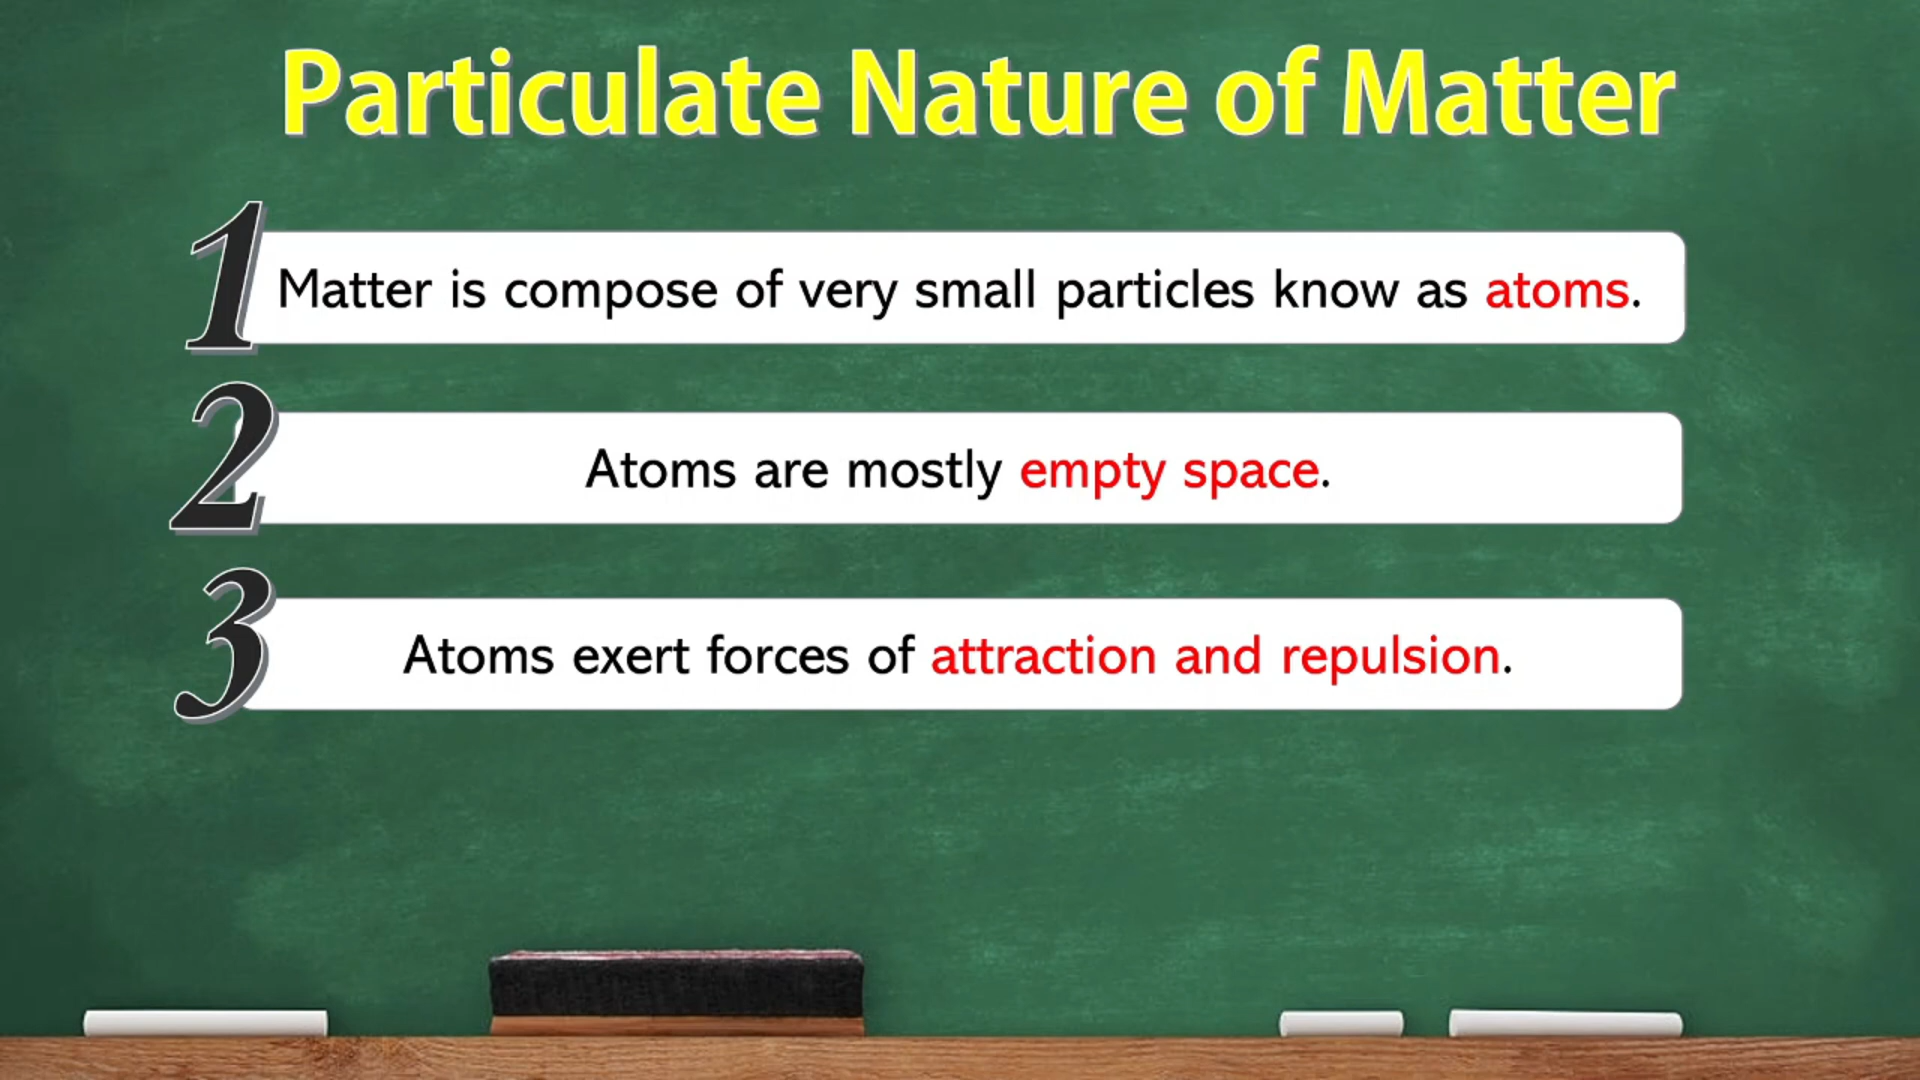 Particulate Nature of Matter
1 Matter is compose of very small particles know as atoms.
2 Atoms are mostly empty space.
3 Atoms exert forces of attraction and repulsion.